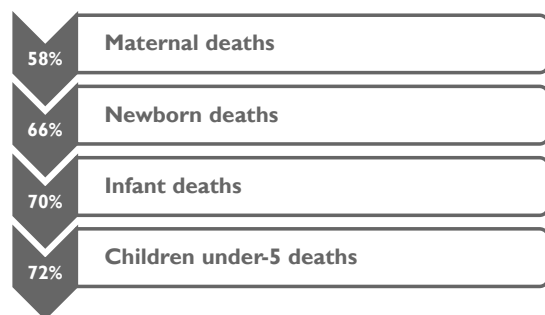 58% Maternal deaths
66% Newborn deaths
70% Infant deaths
72% Children under-5 deaths